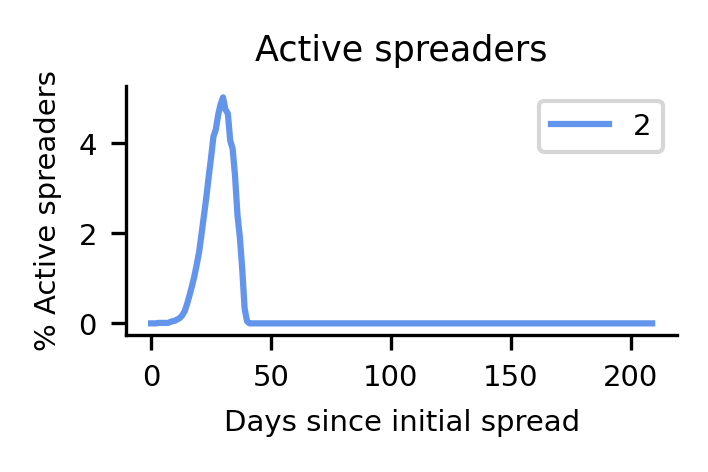 Active spreaders
2
% Active spreaders
4
2
0
0 50 100 150 200
Days since initial spread